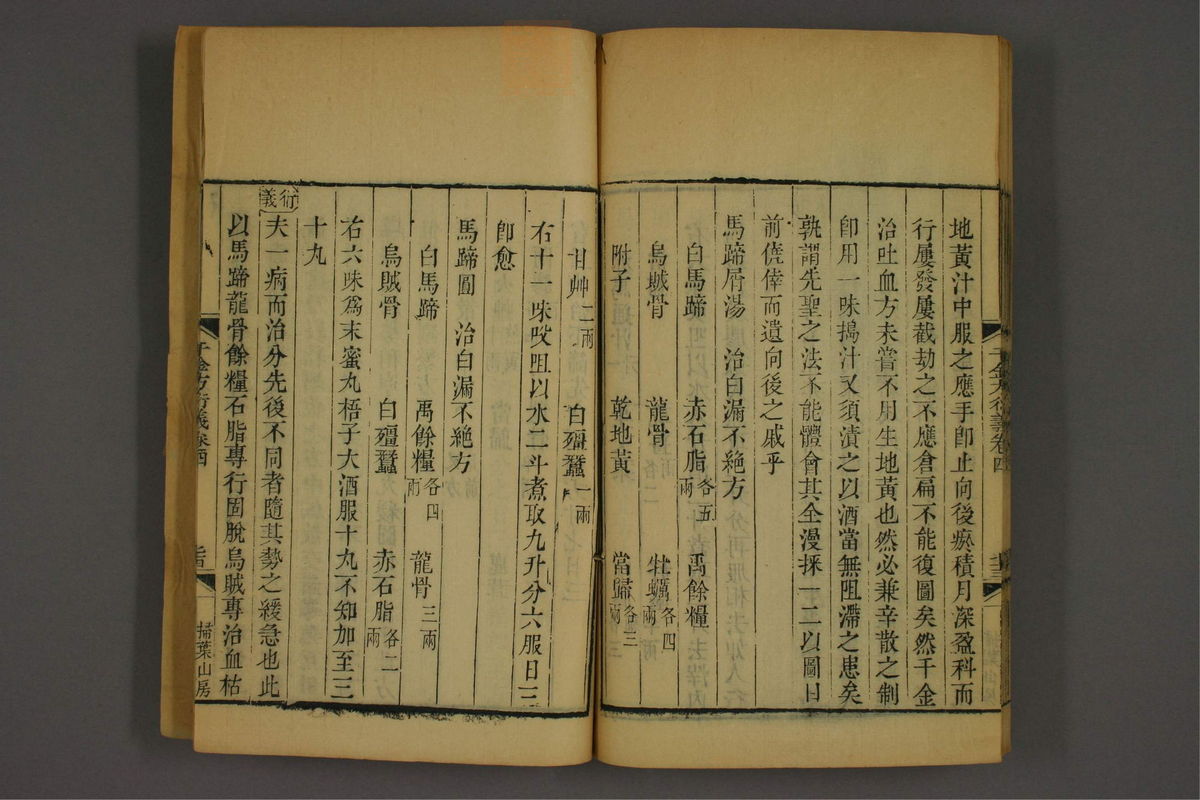 地黃汁中服之應手卽止向後瘀積月深盈科而
行屢發屢截劫之不應倉扁不能復圖矣然千金
治吐血方未嘗不用生地黃也然必兼辛散之制
卽用一味搗汁又須漬之以酒當無阻滯之患矣
孰謂先聖之法不能體會其全漫採一二以圖目
前僥倖而遺向後之戚乎
馬蹄屑湯　治白漏不絕方
白馬蹄　赤石脂各五兩　禹餘糧
烏賊骨　龍骨　牡蠣各四兩
附子　乾地黃　當歸各三兩
甘艸二兩　白殭蠶一兩
右十一味㕮咀以水二斗煮取九升分六服日三
卽愈
馬蹄圓　治白漏不絕方
白馬蹄　禹餘糧各四兩　龍骨三兩
烏賊骨　白殭蠶　赤石脂各二兩
右六味爲末蜜丸梧子大酒服十丸不知加至三
十丸
衍義
夫一病而治分先後不同者隨其勢之緩急也此
以馬蹄龍骨餘糧石脂專行固脫烏賊專治血枯
千金方衍義卷四
掃葉山房